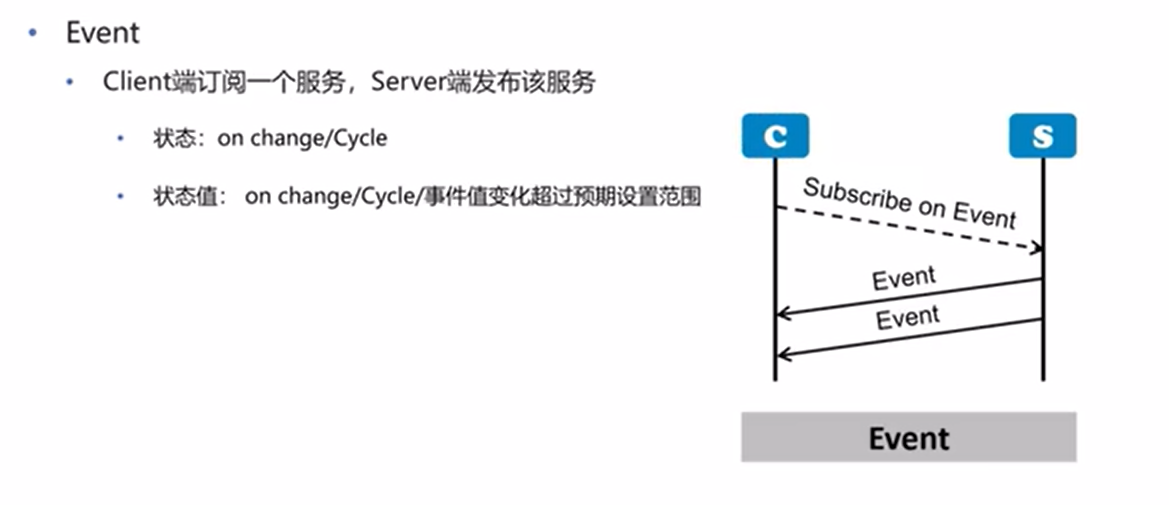 Event
Client端订阅一个服务，Server端发布该服务
状态：on change/Cycle
状态值： on change/Cycle/事件值变化超过预期设置范围
C
S
Subscribe on Event
Event
Event
Event